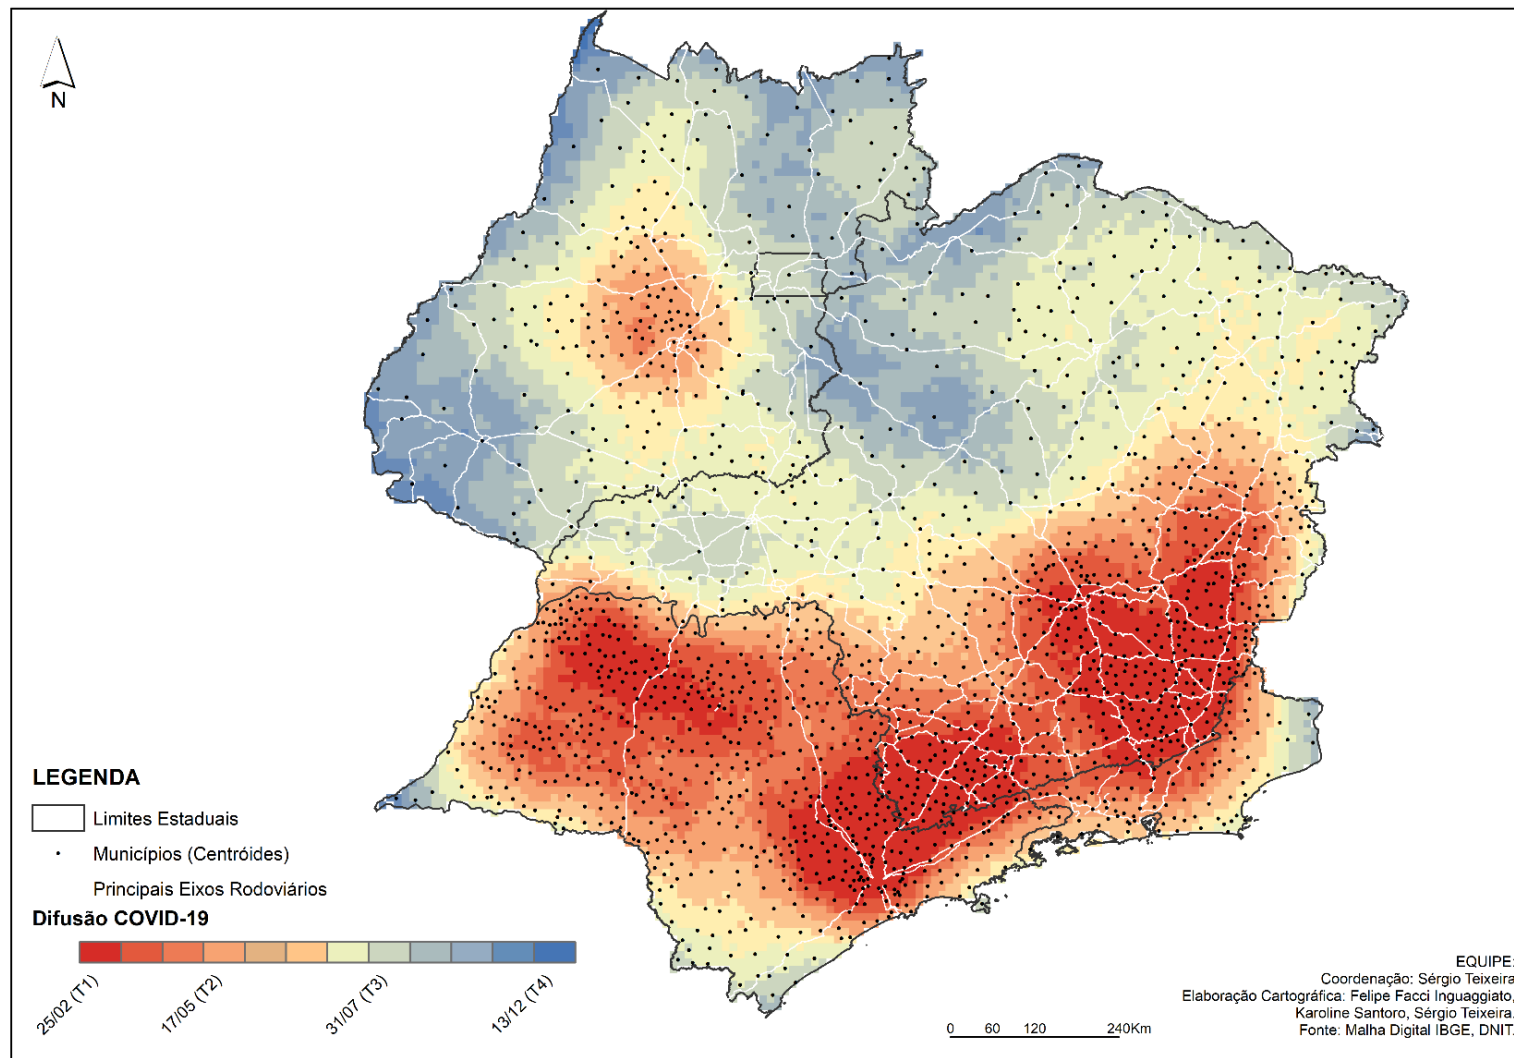 N
LEGENDA
Limites Estaduais
Municípios (Centróides)
Principais Eixos Rodoviários
Difusão COVID-19
25/02 (T1)
17/05 (T2)
31/07 (T3)
13/12 (T4)
0 60 120 240Km
EQUIPE:
Coordenação: Sérgio Teixeira
Elaboração Cartográfica: Felipe Facci Inguaggiato,
Karoline Santoro, Sérgio Teixeira.
Fonte: Malha Digital IBGE, DNIT.